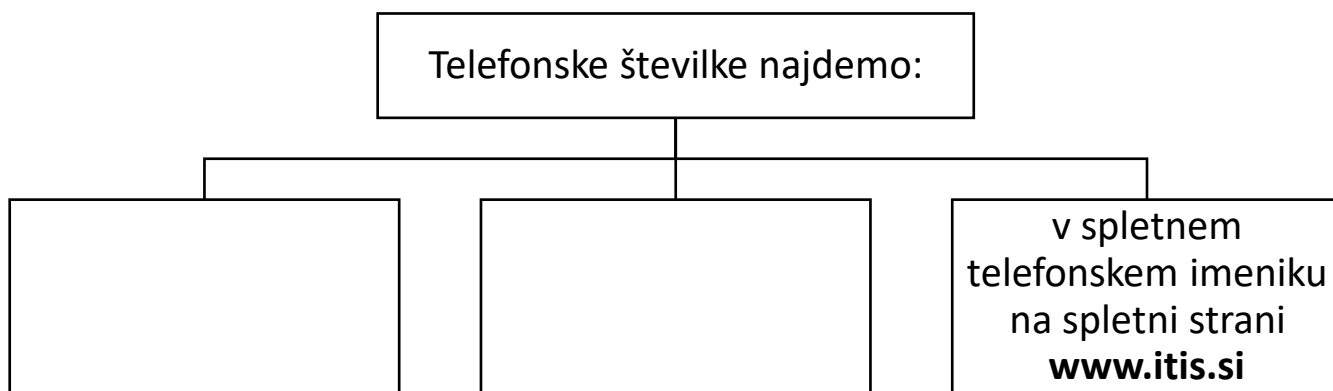 Telefonske številke najdemo:
v spletnem
telefonskem imeniku
na spletni strani
www.itis.si